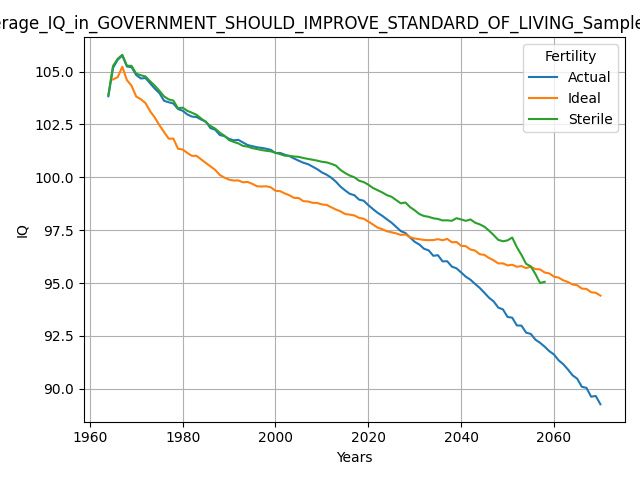 erage_IQ_in_GOVERNMENT_SHOULD_IMPROVE_STANDARD_OF_LIVING_Sample
Fertility
Actual
Ideal
Sterile
IQ
105.0
102.5
100.0
97.5
95.0
92.5
90.0
1960 1980 2000 2020 2040 2060
Years